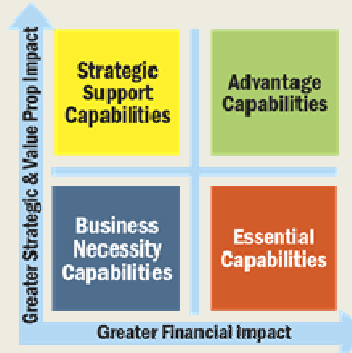 Greater Strategic & Value Prop Impact
Strategic
Support
Capabilities
Advantage
Capabilities
Business
Necessity
Capabilities
Essential
Capabilities
Greater Financial Impact